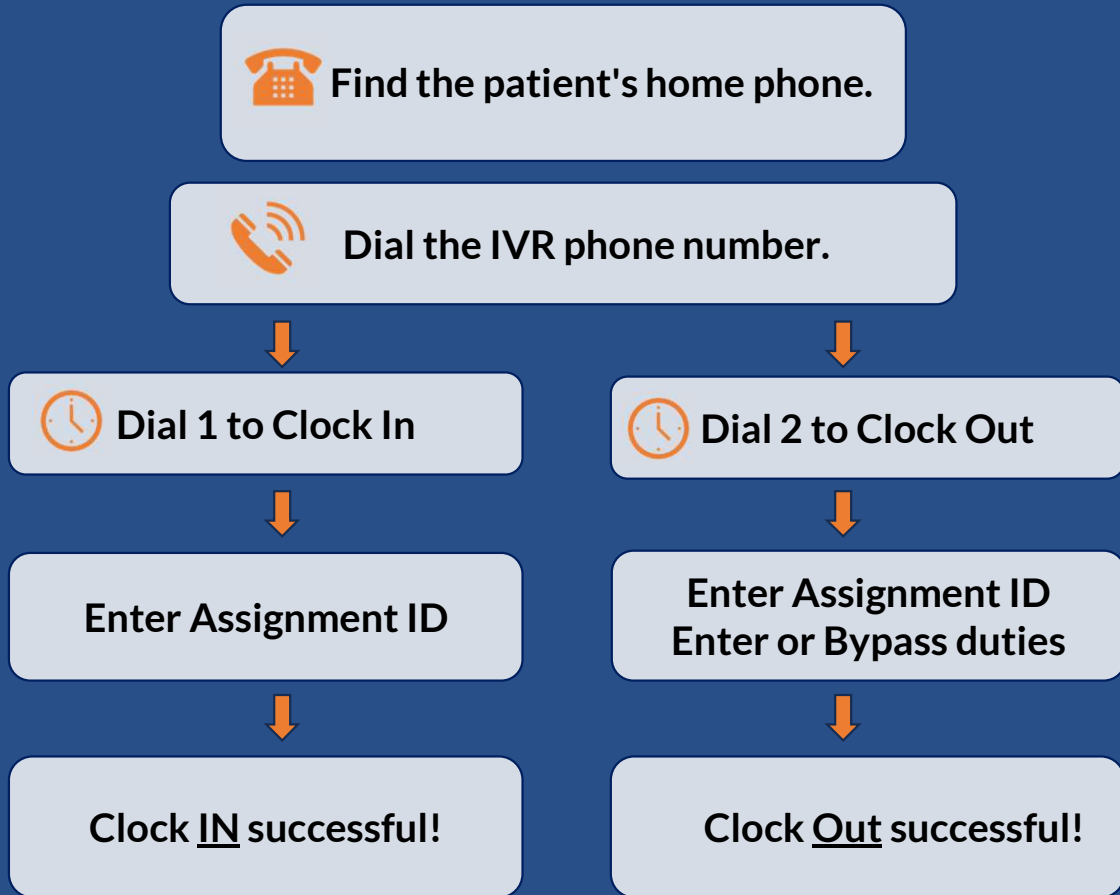 Find the patient's home phone.
Dial the IVR phone number.
Dial 1 to Clock In
Dial 2 to Clock Out
Enter Assignment ID
Enter Assignment ID
Enter or Bypass duties
Clock IN successful!
Clock Out successful!